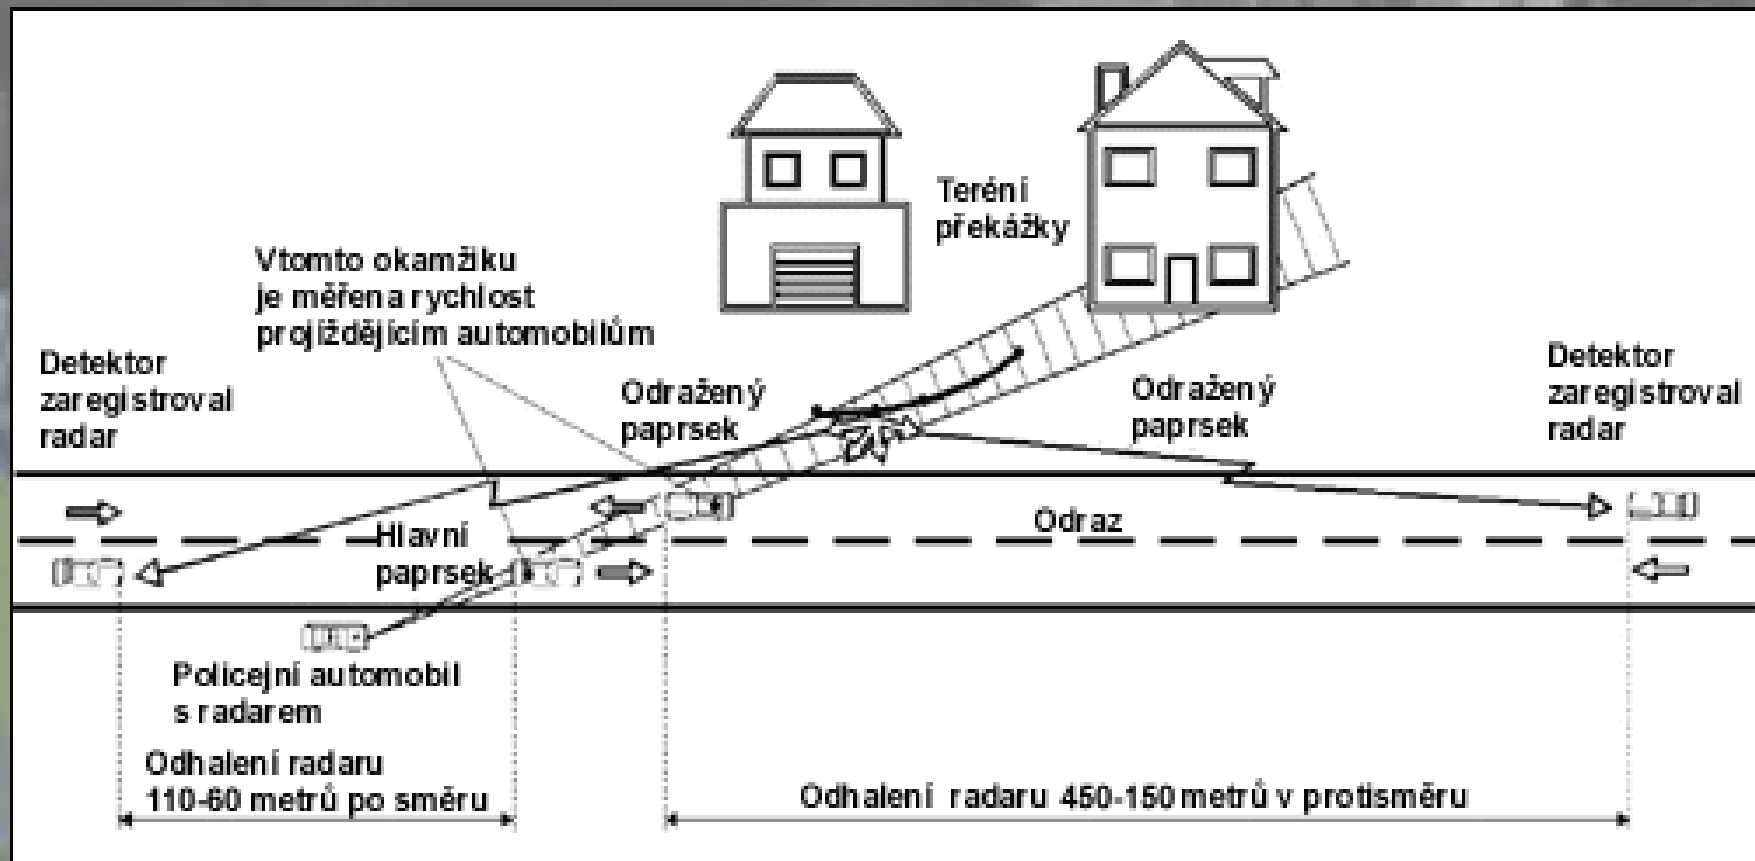 Teréní
překážky
Vtomto okamžiku
je měřena rychlost
projíždějícím automobilům
Detektor
zaregistroval
radar
Odražený
paprsek
Odražený
paprsek
Detektor
zaregistroval
radar
Hlavní
paprsek
Odraz
Policejní automobil
s radarem
Odhalení radaru
110-60 metrů po směru
Odhalení radaru 450-150 metrů v protisměru